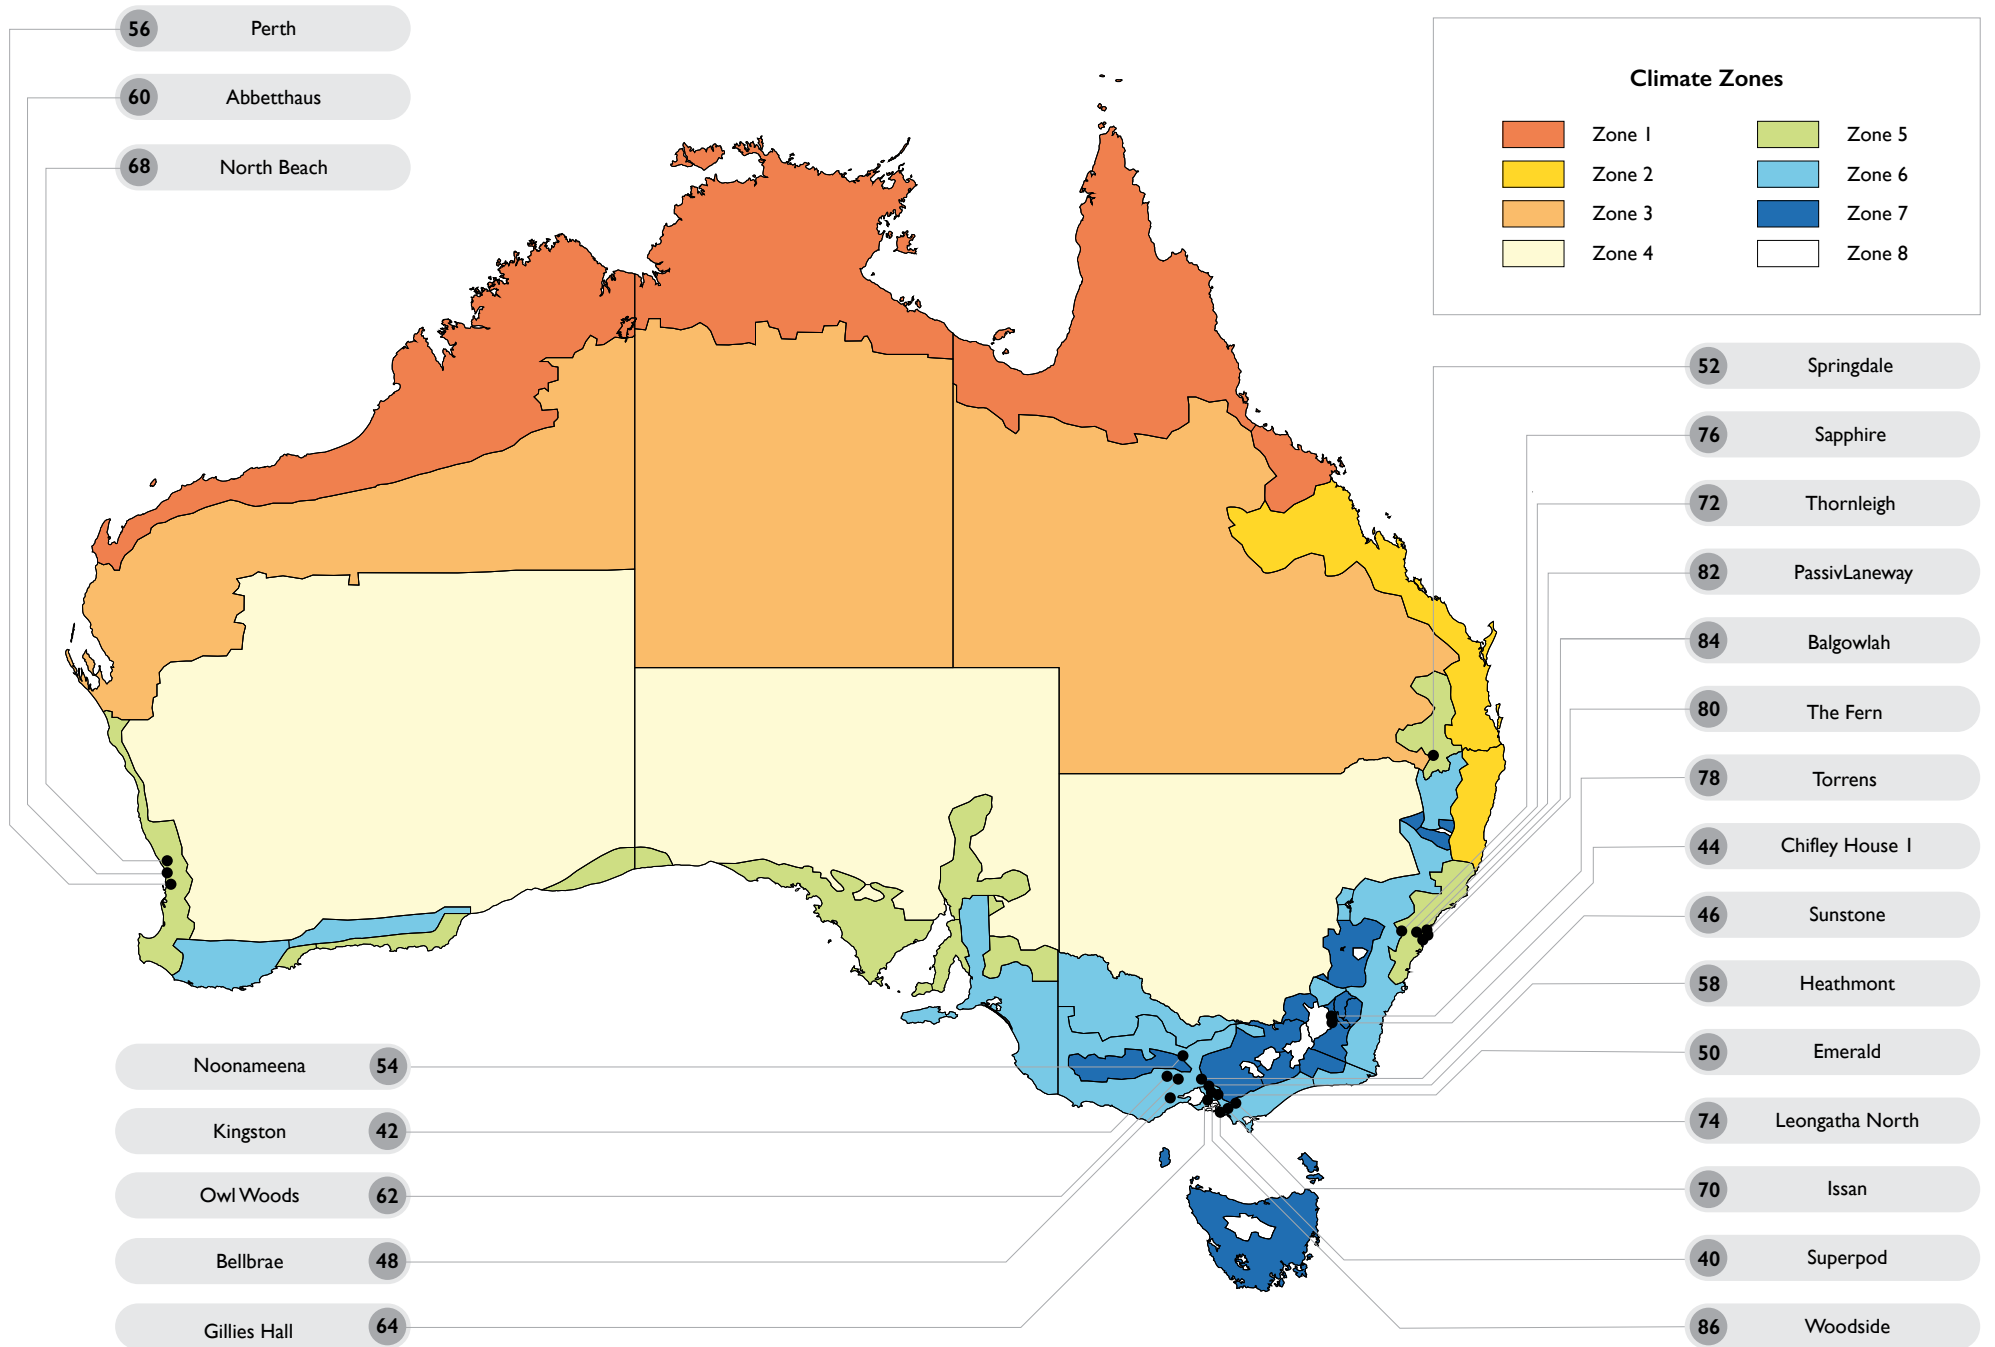 56 Perth
60 Abbetthaus
68 North Beach
Climate Zones
Zone 1 Zone 5
Zone 2 Zone 6
Zone 3 Zone 7
Zone 4 Zone 8
52 Springdale
76 Sapphire
72 Thornleigh
82 PassivLaneway
84 Balgowlah
80 The Fern
78 Torrens
44 Chifley House 1
46 Sunstone
58 Heathmont
50 Emerald
74 Leongatha North
70 Issan
40 Superpod
86 Woodside
Noonameena 54
Kingston 42
Owl Woods 62
Bellbrae 48
Gillies Hall 64